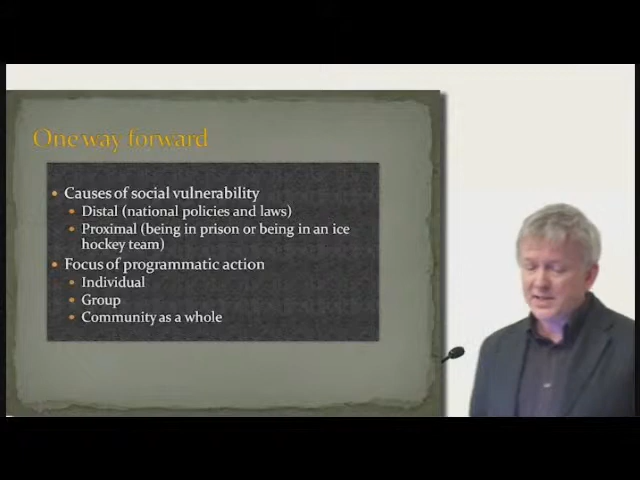 One way forward
• Causes of social vulnerability
• Distal (national policies and laws)
• Proximal (being in prison or being in an ice
hockey team)
• Focus of programmatic action
• Individual
• Group
• Community as a whole